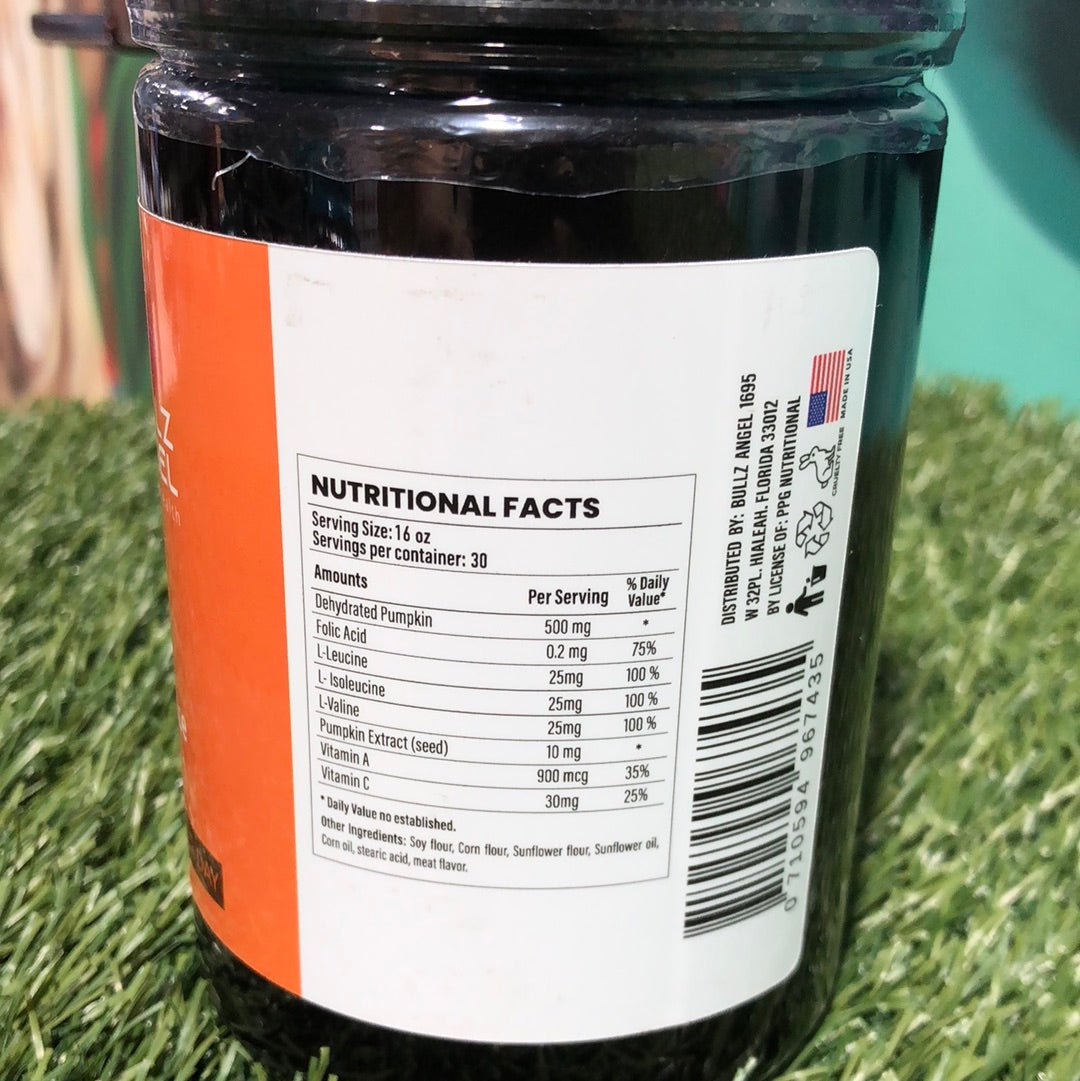 LZ
EL
NUTRITIONAL FACTS
Serving Size: 16 oz
Servings per container: 30
Amounts Per Serving % Daily Value*
Dehydrated Pumpkin 500 mg *
Folic Acid 0.2 mg 75%
L-Leucine 25mg 100 %
L- Isoleucine 25mg 100 %
L-Valine 25mg 100 %
Pumpkin Extract (seed) 10 mg *
Vitamin A 900 mcg 35%
Vitamin C 30mg 25%
* Daily Value no established.
Other Ingredients: Soy flour, Corn flour, Sunflower flour, Sunflower oil,
Corn oil, stearic acid, meat flavor.
DISTRIBUTED BY: BULLZ ANGEL 1695
W 32PL. HIALEAH. FLORIDA 33012
BY LICENSE OF: PPG NUTRITIONAL
CRUELTY FREE
MADE IN USA
0 710594 967435
DAY